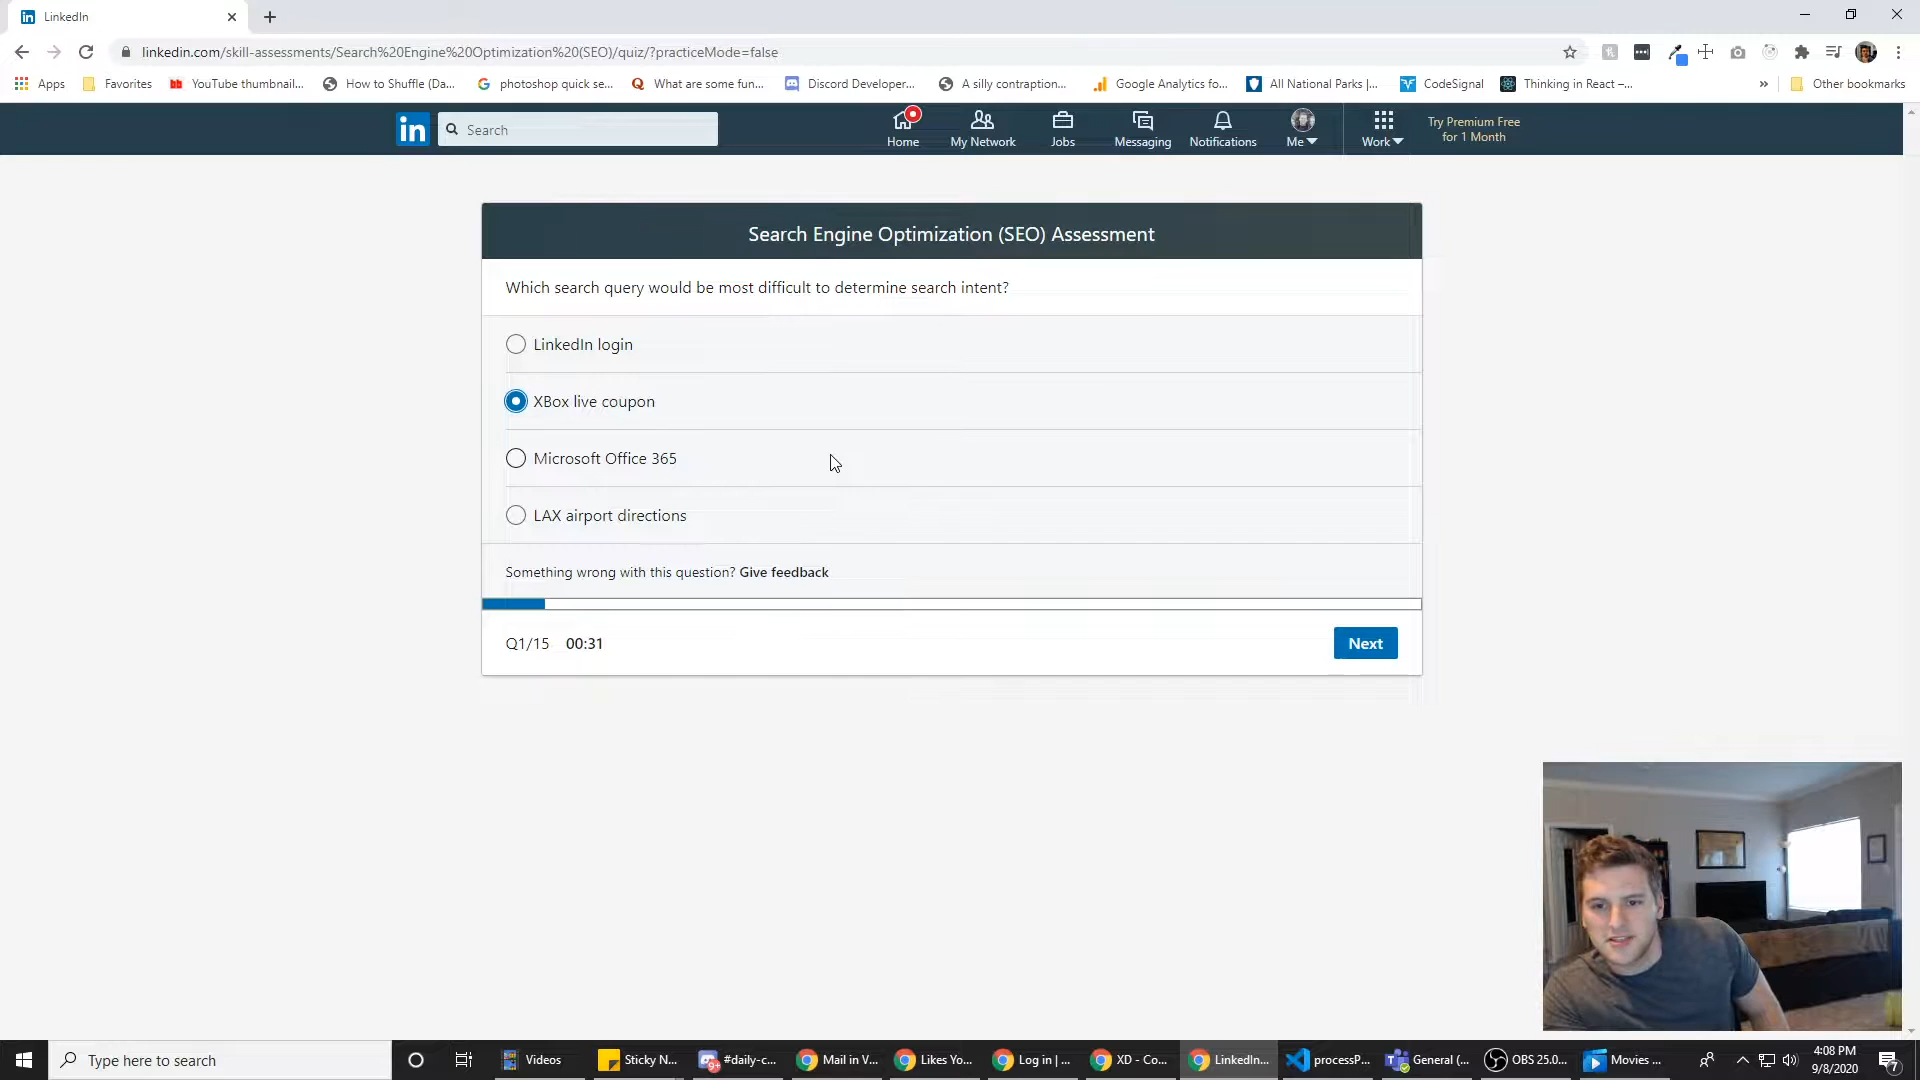 LinkedIn
linkedin.com/skill-assessments/Search%20Engine%20Optimization%20(SEO)/quiz/?practiceMode=false
Apps Favorites YouTube thumbnail... How to Shuffle (Da... photoshop quick se... What are some fun... Discord Developer... A silly contraption... Google Analytics fo... All National Parks |... CodeSignal Thinking in React –... » Other bookmarks
in Search Home My Network Jobs Messaging Notifications Me Work Try Premium Free
for 1 Month
Search Engine Optimization (SEO) Assessment
Which search query would be most difficult to determine search intent?
LinkedIn login
XBox live coupon
Microsoft Office 365
LAX airport directions
Something wrong with this question? Give feedback
Q1/15 00:31 Next
Type here to search Videos Sticky N... #daily-c... Mail in V... Likes Yo... Log in | ... XD - Co... LinkedIn... processP... General (... OBS 25.0... Movies ... 4:08 PM
9/8/2020 7